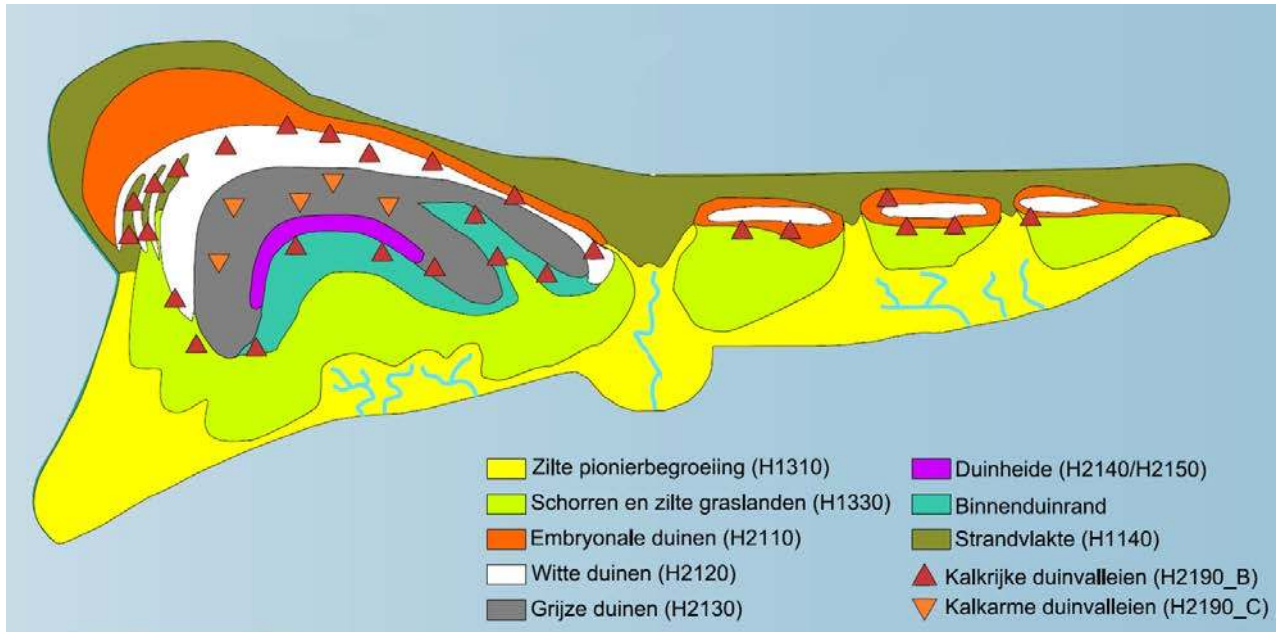 Zilte pionierbegroeiing (H1310)
Schorren en zilte graslanden (H1330)
Embryonale duinen (H2110)
Witte duinen (H2120)
Grijze duinen (H2130)
Duinheide (H2140/H2150)
Binnenduinrand
Strandvlakte (H1140)
Kalkrijke duinvalleien (H2190_B)
Kalkarme duinvalleien (H2190_C)